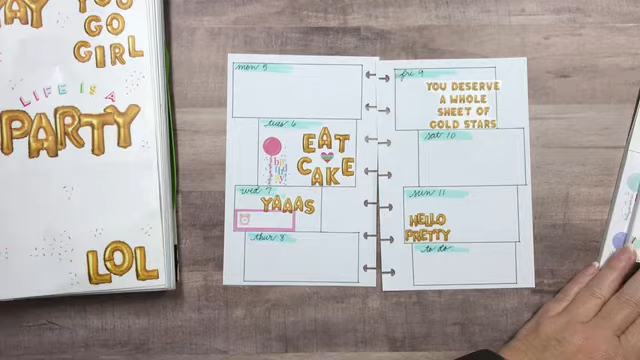 YAY
YOU
GO
GIRL
LIFE IS A
PARTY
LOL
mon 5
tues 6
EAT
CAKE
wed 7
YAAAS
thur 8
fri 9
YOU DESERVE
A WHOLE
SHEET OF
GOLD STARS
sat 10
sun 11
HELLO
PRETTY
to do